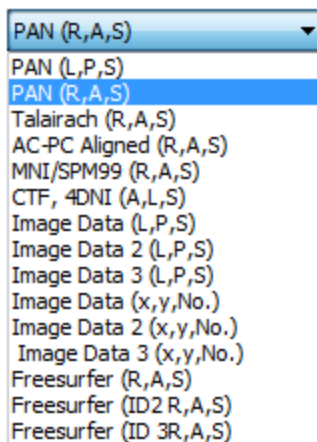 PAN (R,A,S)
PAN (L,P,S)
PAN (R,A,S)
Talairach (R,A,S)
AC-PC Aligned (R,A,S)
MNI/SPM99 (R,A,S)
CTF, 4DNI (A,L,S)
Image Data (L,P,S)
Image Data 2 (L,P,S)
Image Data 3 (L,P,S)
Image Data (x,y,No.)
Image Data 2 (x,y,No.)
Image Data 3 (x,y,No.)
Freesurfer (R,A,S)
Freesurfer (ID2 R,A,S)
Freesurfer (ID 3R,A,S)